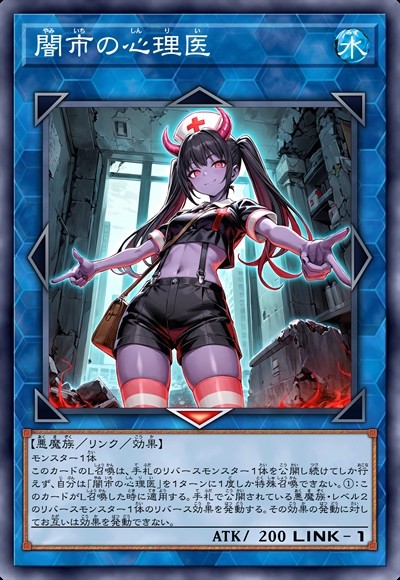 闇市の心理医
水
【悪魔族／リンク／効果】
モンスター1体
このカードのL召喚は、手札のリバースモンスター1体を公開し続けてしか行
えず、自分は「闇市の心理医」を1ターンに1度しか特殊召喚できない。①：こ
のカードがL召喚した時に適用する。手札で公開されている悪魔族・レベル2
のリバースモンスター1体のリバース効果を発動する。その効果の発動に対し
てお互いは効果を発動できない。
ATK/ 200 LINK-1